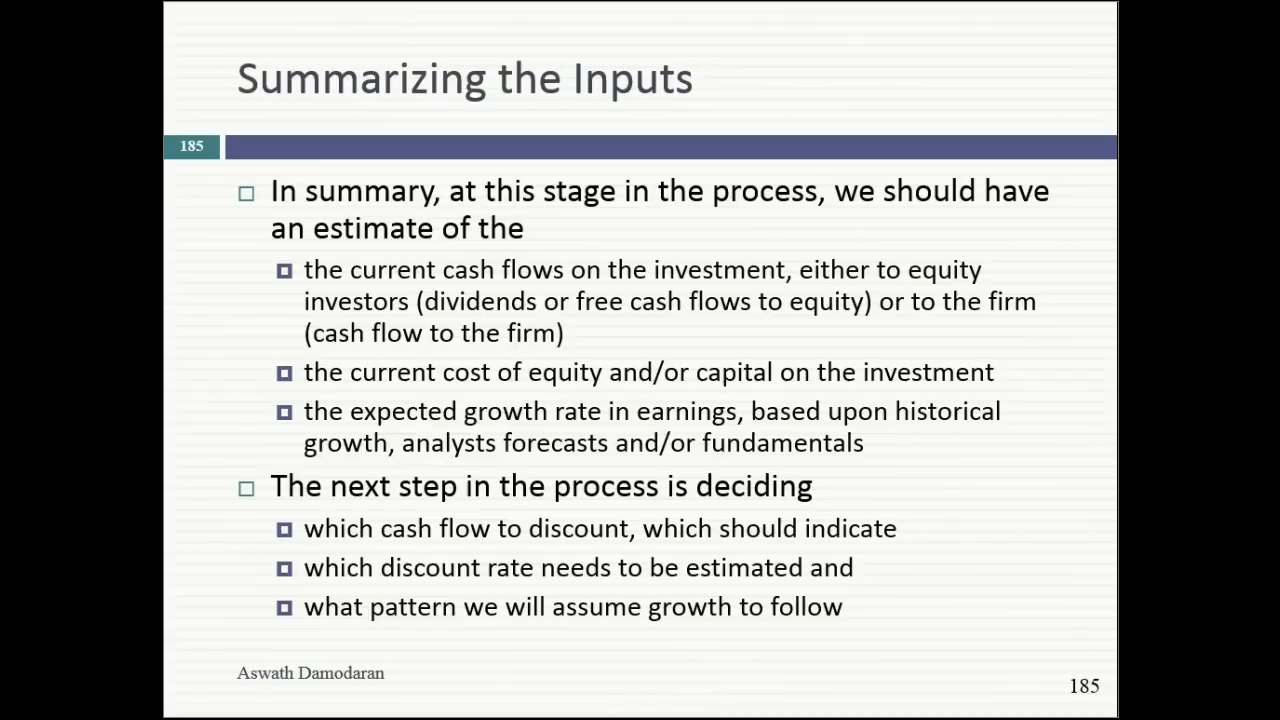 Summarizing the Inputs
185
In summary, at this stage in the process, we should have
an estimate of the
the current cash flows on the investment, either to equity
investors (dividends or free cash flows to equity) or to the firm
(cash flow to the firm)
the current cost of equity and/or capital on the investment
the expected growth rate in earnings, based upon historical
growth, analysts forecasts and/or fundamentals
The next step in the process is deciding
which cash flow to discount, which should indicate
which discount rate needs to be estimated and
what pattern we will assume growth to follow
Aswath Damodaran
185